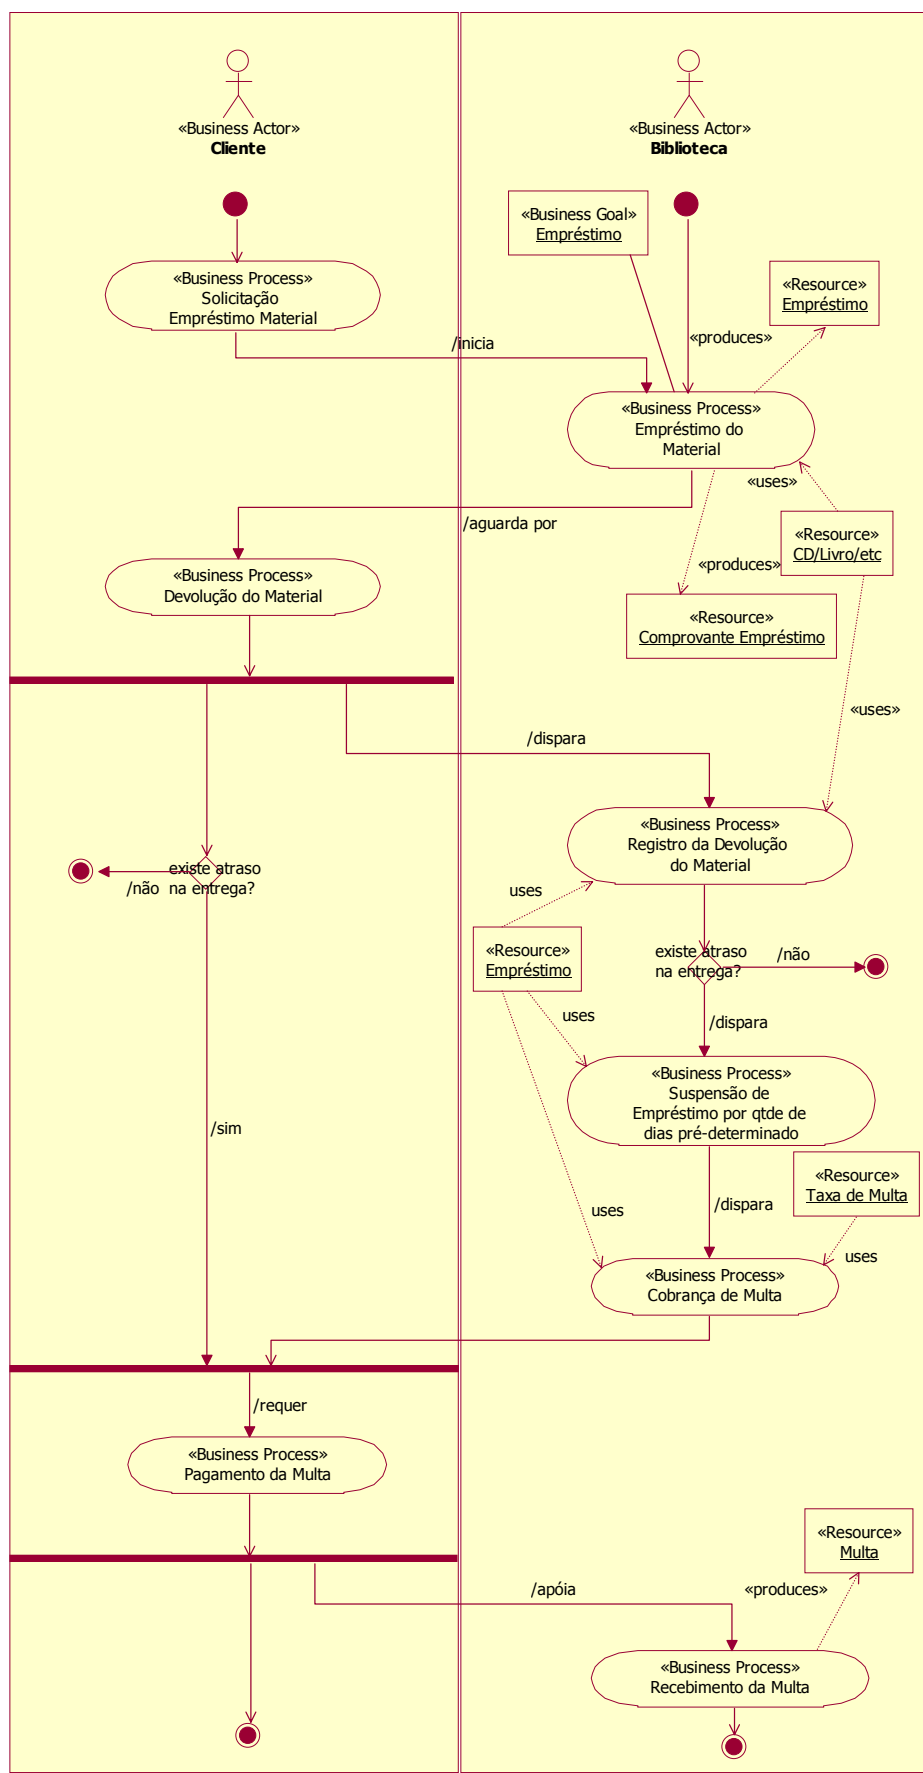 «Business Actor»
Cliente
«Business Actor»
Biblioteca
«Business Goal»
Empréstimo
«Resource»
Empréstimo
«Business Process»
Solicitação
Empréstimo Material
/inicia
«produces»
«Business Process»
Empréstimo do
Material
«uses»
/aguarda por
«Resource»
CD/Livro/etc
«Business Process»
Devolução do Material
«produces»
«Resource»
Comprovante Empréstimo
«uses»
/dispara
«Business Process»
Registro da Devolução
do Material
existe atraso
na entrega?
/não
uses
«Resource»
Empréstimo
existe atraso
na entrega?
/não
uses
/dispara
«Business Process»
Suspensão de
Empréstimo por qtde de
dias pré-determinado
/sim
«Resource»
Taxa de Multa
uses
/dispara
uses
«Business Process»
Cobrança de Multa
/requer
«Business Process»
Pagamento da Multa
«Resource»
Multa
/apóia
«produces»
«Business Process»
Recebimento da Multa